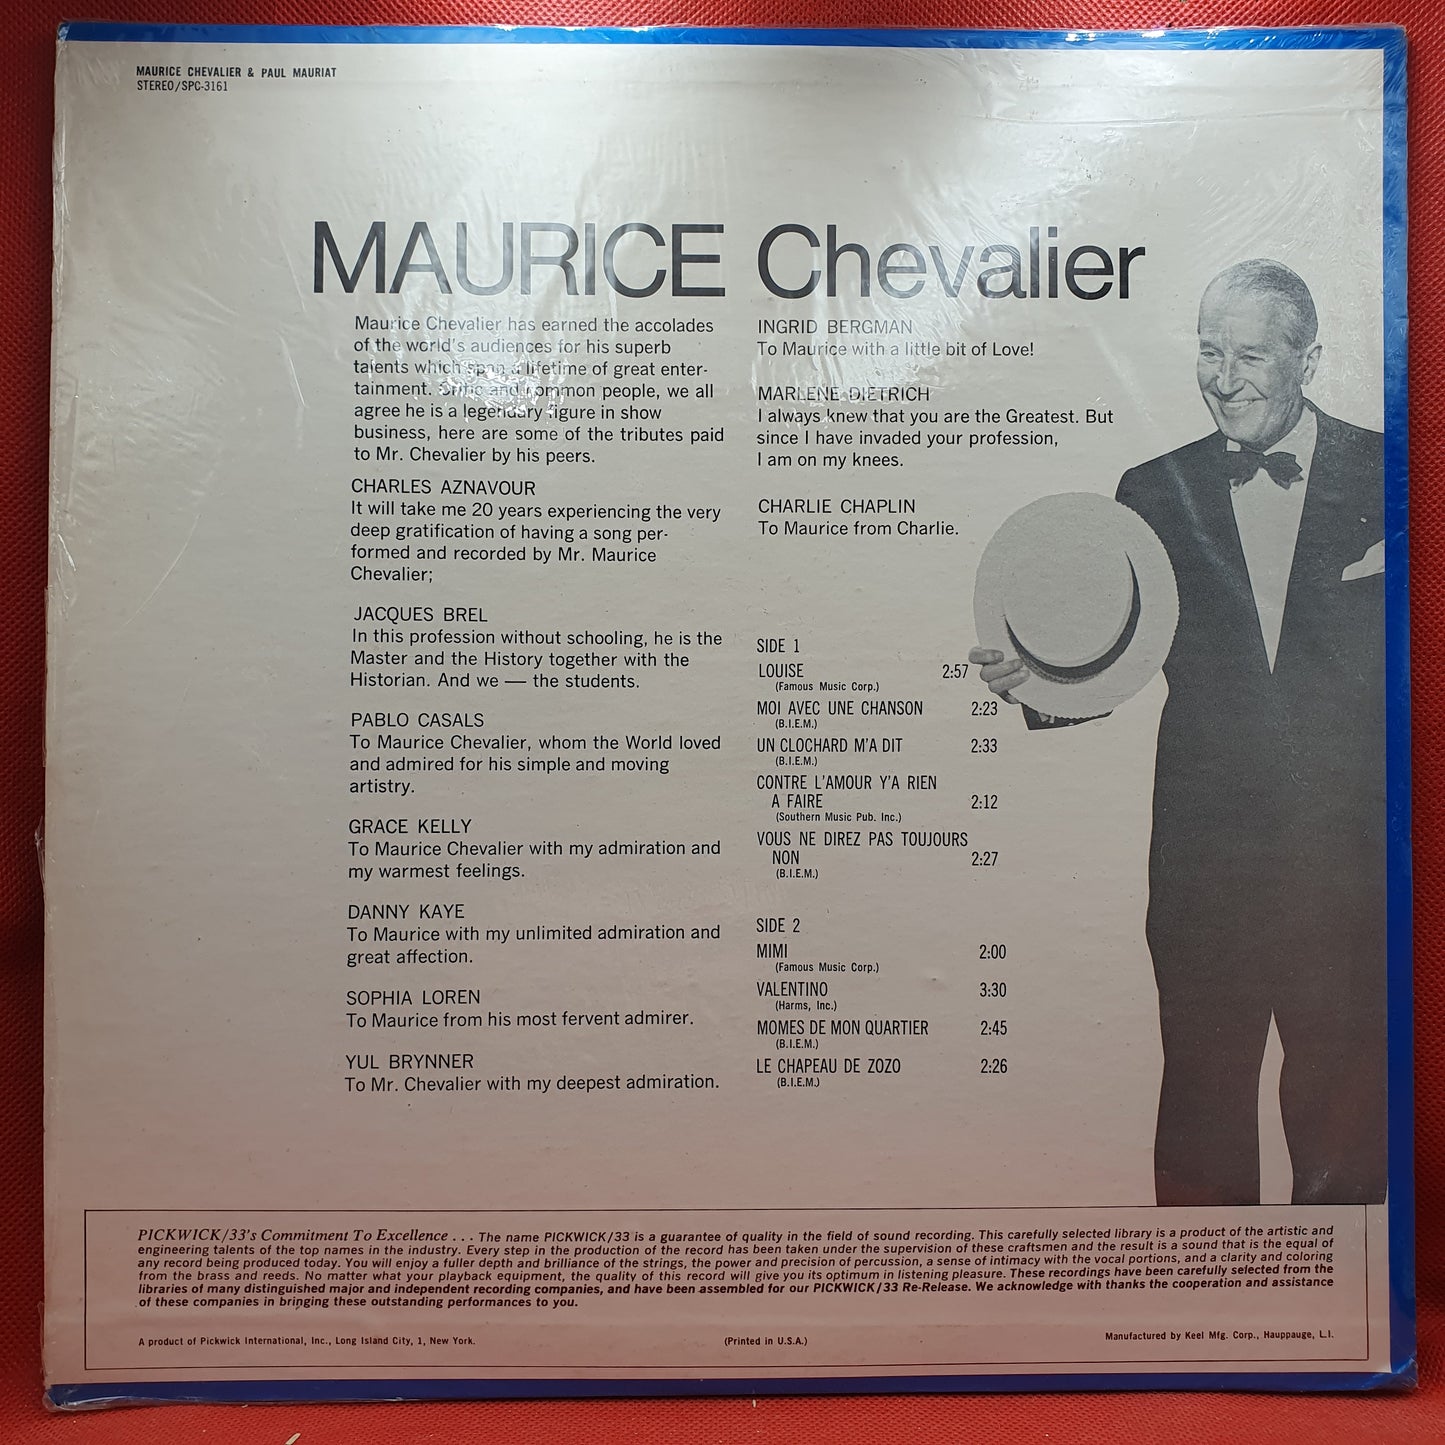 MAURICE CHEVALIER & PAUL MAURIAT
STEREO/SPC-3161
MAURICE Chevalier
Maurice Chevalier has earned the accolades
of the world's audiences for his superb
talents which span a lifetime of great enter-
tainment. Critic and common people, we all
agree he is a legendary figure in show
business, here are some of the tributes paid
to Mr. Chevalier by his peers.
CHARLES AZNAVOUR
It will take me 20 years experiencing the very
deep gratification of having a song per-
formed and recorded by Mr. Maurice
Chevalier;
JACQUES BREL
In this profession without schooling, he is the
Master and the History together with the
Historian. And we — the students.
PABLO CASALS
To Maurice Chevalier, whom the World loved
and admired for his simple and moving
artistry.
GRACE KELLY
To Maurice Chevalier with my admiration and
my warmest feelings.
DANNY KAYE
To Maurice with my unlimited admiration and
great affection.
SOPHIA LOREN
To Maurice from his most fervent admirer.
YUL BRYNNER
To Mr. Chevalier with my deepest admiration.
INGRID BERGMAN
To Maurice with a little bit of Love!
MARLENE DIETRICH
I always knew that you are the Greatest. But
since I have invaded your profession,
I am on my knees.
CHARLIE CHAPLIN
To Maurice from Charlie.
SIDE 1
LOUISE 2:57
(Famous Music Corp.)
MOI AVEC UNE CHANSON 2:23
(B.I.E.M.)
UN CLOCHARD M'A DIT 2:33
(B.I.E.M.)
CONTRE L'AMOUR Y'A RIEN
A FAIRE 2:12
(Southern Music Pub. Inc.)
VOUS NE DIREZ PAS TOUJOURS
NON 2:27
(B.I.E.M.)
SIDE 2
MIMI 2:00
(Famous Music Corp.)
VALENTINO 3:30
(Harms, Inc.)
MOMES DE MON QUARTIER 2:45
(B.I.E.M.)
LE CHAPEAU DE ZOZO 2:26
(B.I.E.M.)
PICKWICK/33's Commitment To Excellence . . . The name PICKWICK/33 is a guarantee of quality in the field of sound recording. This carefully selected library is a product of the artistic and
engineering talents of the top names in the industry. Every step in the production of the record has been taken under the supervision of these craftsmen and the result is a sound that is the equal of
any record being produced today. You will enjoy a fuller depth and brilliance of the strings, the power and precision of percussion, a sense of intimacy with the vocal portions, and a clarity and coloring
from the brass and reeds. No matter what your playback equipment, the quality of this record will give you its optimum in listening pleasure. These recordings have been carefully selected from the
libraries of many distinguished major and independent recording companies, and have been assembled for our PICKWICK/33 Re-Release. We acknowledge with thanks the cooperation and assistance
of these companies in bringing these outstanding performances to you.
A product of Pickwick International, Inc., Long Island City, 1, New York. (Printed in U.S.A.) Manufactured by Keel Mfg. Corp., Hauppauge, L.I.